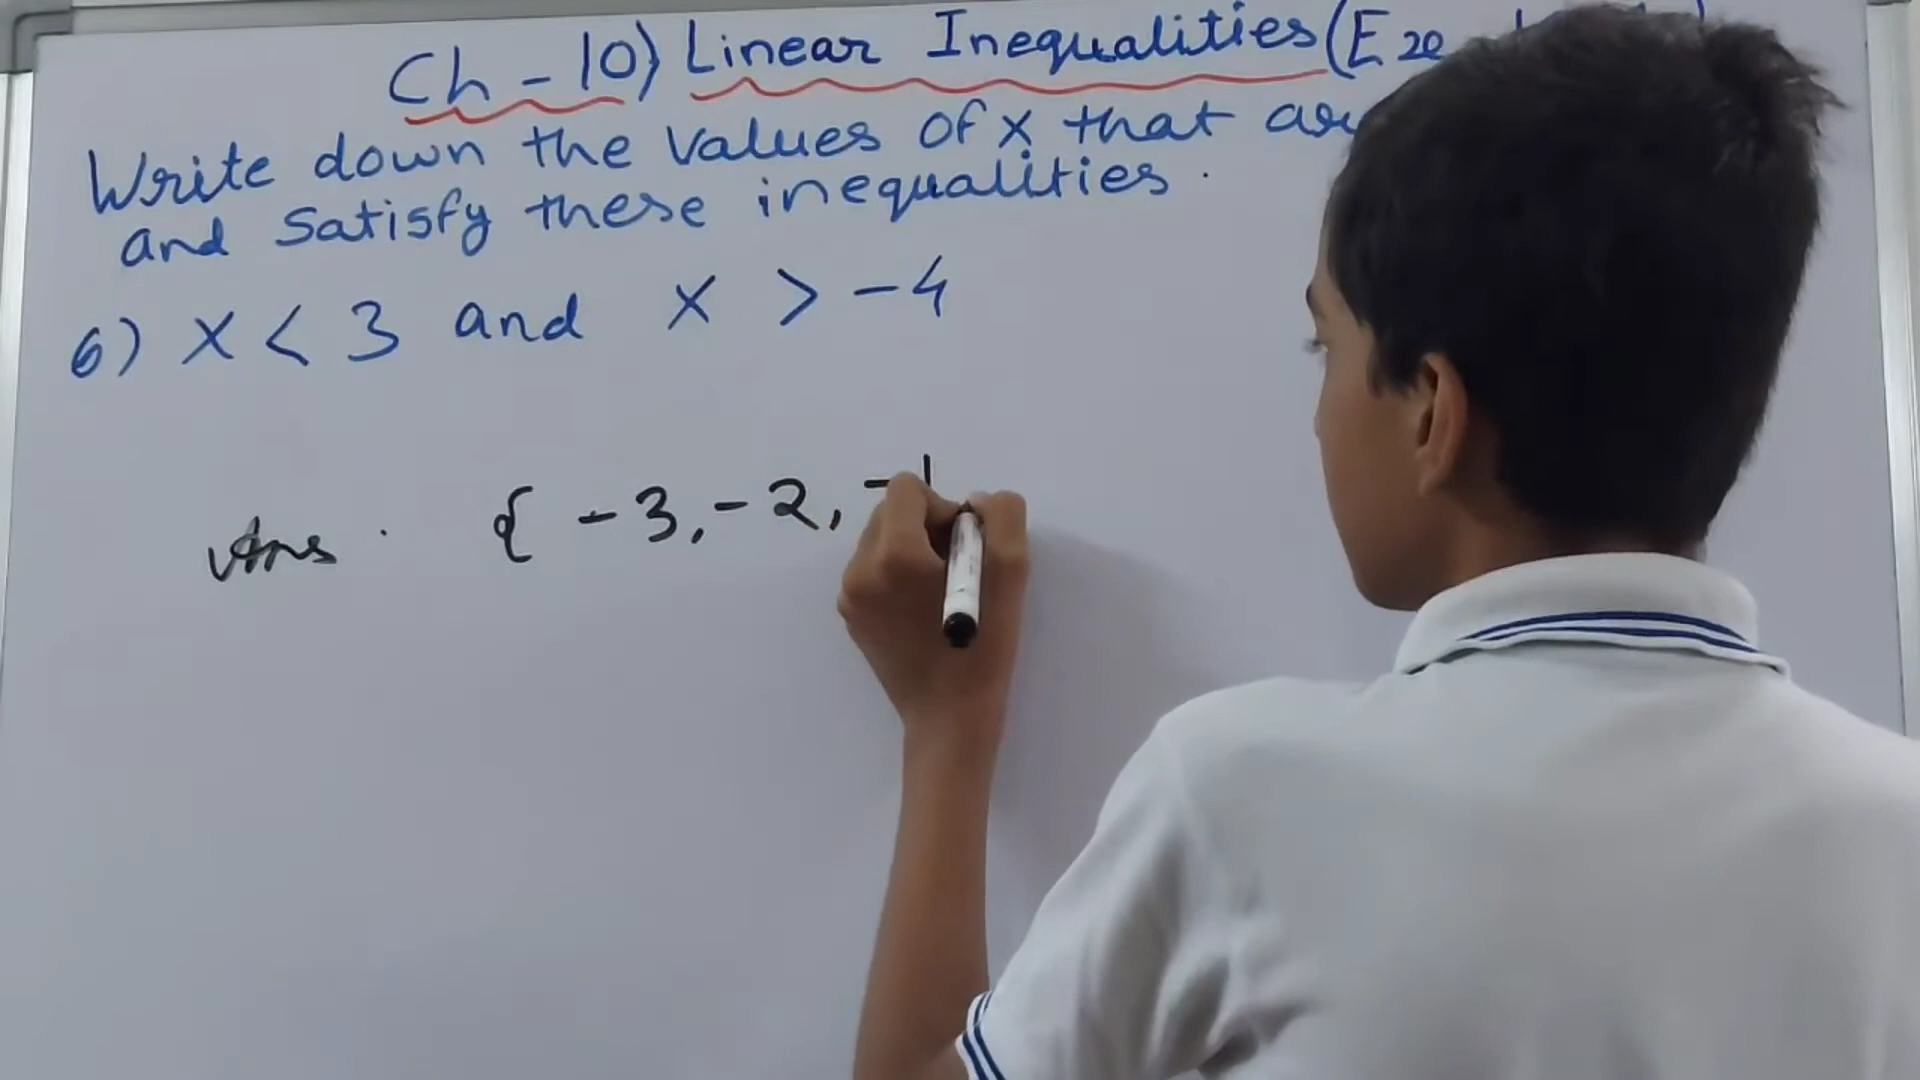 Ch - 10) Linear Inequalities (E
Write down the values of x that
and satisfy these inequalities.
6) x < 3 and x > -4
Ans. { -3, -2, -1